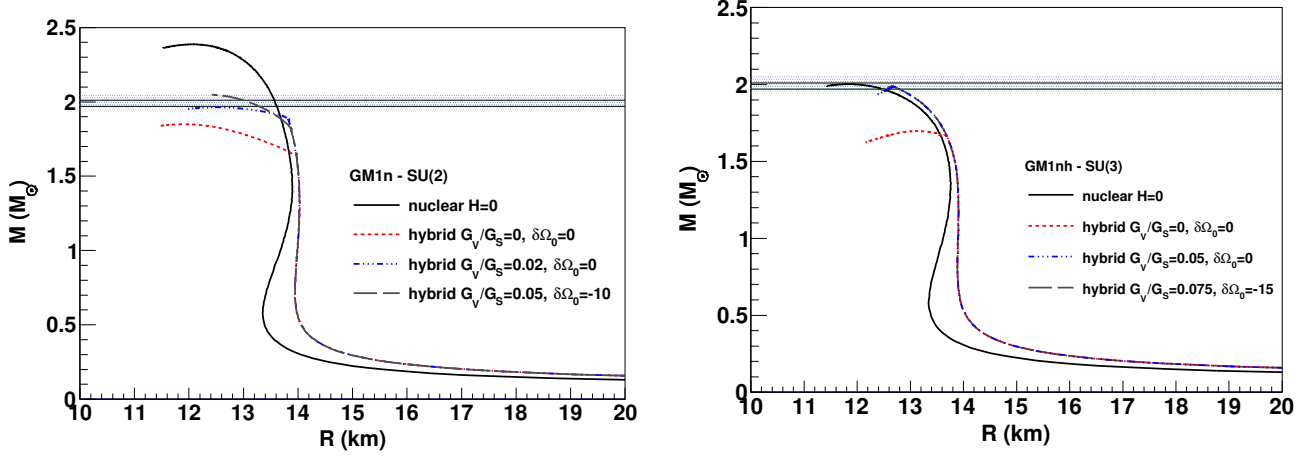 2.5
2
1.5
1
0.5
0
M (M⊙)
GM1n - SU(2)
nuclear H=0
hybrid G_V/G_S=0, δΩ_0=0
hybrid G_V/G_S=0.02, δΩ_0=0
hybrid G_V/G_S=0.05, δΩ_0=-10
10 11 12 13 14 15 16 17 18 19 20
R (km)
3
2.5
2
1.5
1
0.5
0
M (M⊙)
GM1nh - SU(3)
nuclear H=0
hybrid G_V/G_S=0, δΩ_0=0
hybrid G_V/G_S=0.05, δΩ_0=0
hybrid G_V/G_S=0.075, δΩ_0=-15
10 11 12 13 14 15 16 17 18 19 20
R (km)